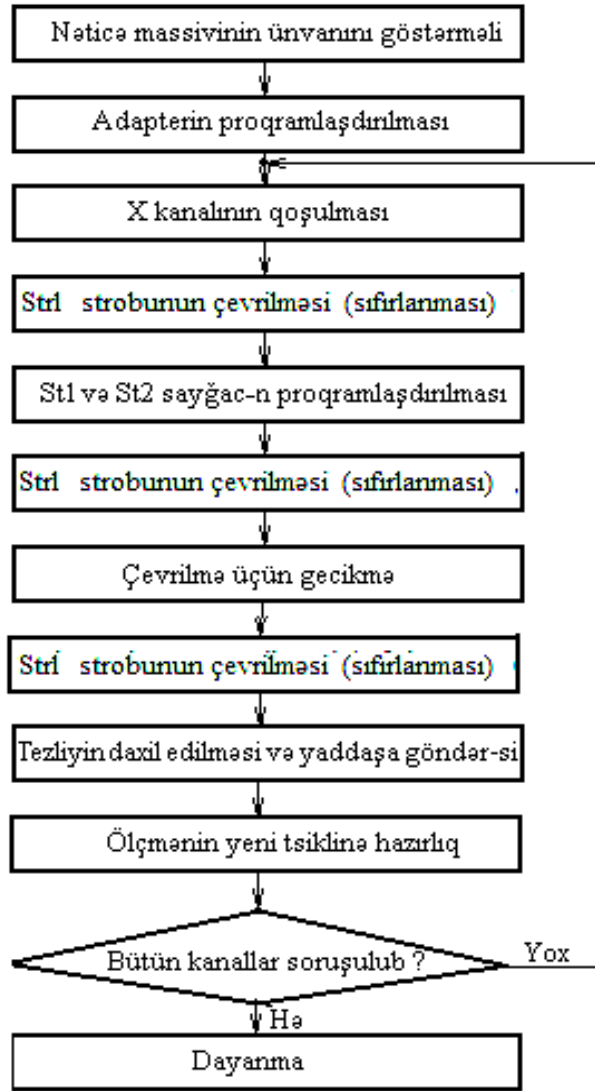 Nəticə massivinin ünvanını göstərməli
Adapterin proqramlaşdırılması
X kanalının qoşulması
Strl strobunun çevrilməsi (sıfırlanması)
St1 və St2 sayğac-n proqramlaşdırılması
Strl strobunun çevrilməsi (sıfırlanması)
Çevrilmə üçün gecikmə
Strl strobunun çevrilməsi (sıfırlanması)
Tezliyin daxil edilməsi və yaddaşa göndər-si
Ölçmənin yeni tsiklinə hazırlıq
Bütün kanallar soruşulub ?
Yox
Hə
Dayanma